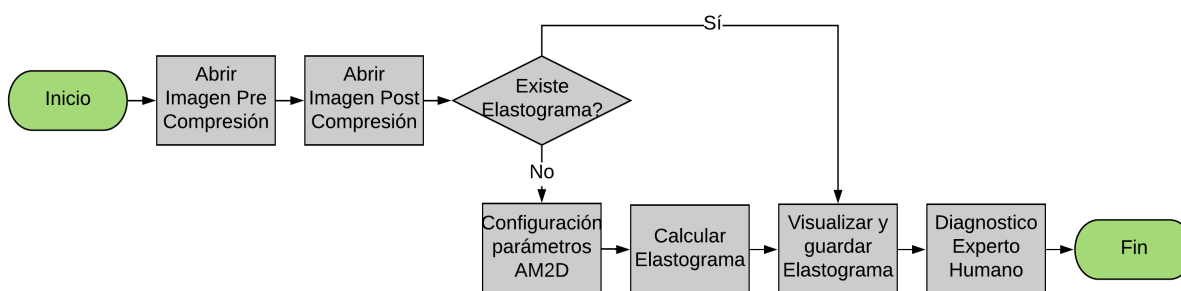 Inicio
Abrir
Imagen Pre
Compresión
Abrir
Imagen Post
Compresión
Existe
Elastograma?
Sí
No
Configuración
parámetros
AM2D
Calcular
Elastograma
Visualizar y
guardar
Elastograma
Diagnostico
Experto
Humano
Fin